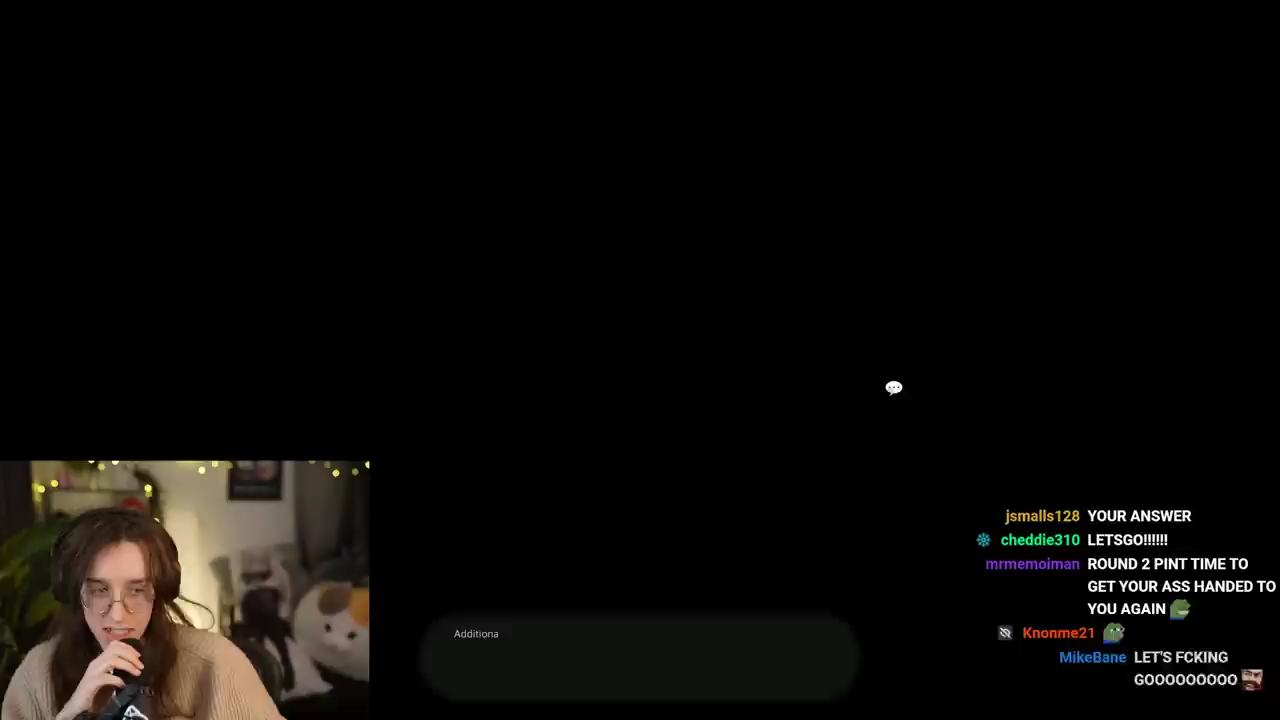 jsmalls128 YOUR ANSWER
cheddie310 LETSGO!!!!!!
mrmemoiman ROUND 2 PINT TIME TO
GET YOUR ASS HANDED TO
YOU AGAIN
Knonme21
MikeBane LET'S FCKING
GOOOOOOOOO
Additiona